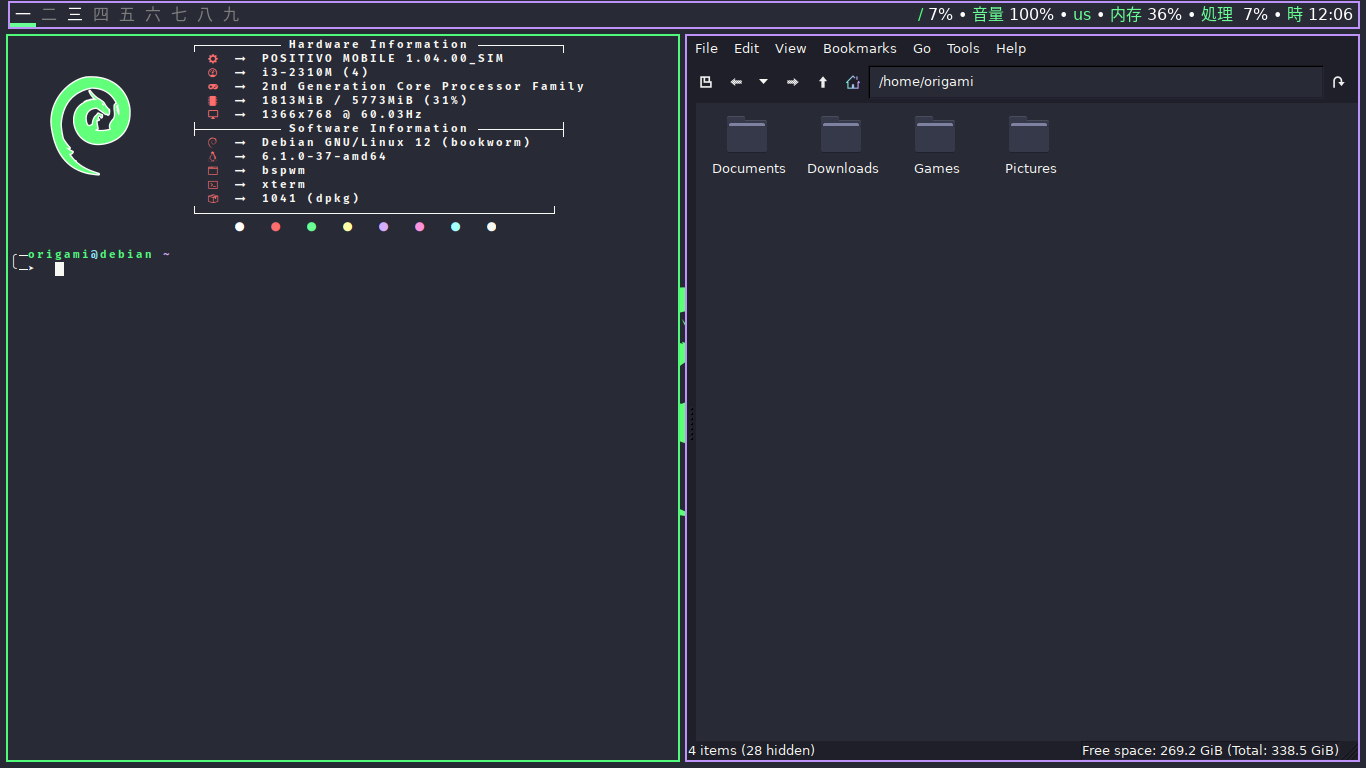 一 二 三 四 五 六 七 八 九
/ 7% • 音量 100% • us • 内存 36% • 処理 7% • 時 12:06
Hardware Information
POSITIVO MOBILE 1.04.00_SIM
i3-2310M (4)
2nd Generation Core Processor Family
1813MiB / 5773MiB (31%)
1366x768 @ 60.03Hz
Software Information
Debian GNU/Linux 12 (bookworm)
6.1.0-37-amd64
bspwm
xterm
1041 (dpkg)
origami@debian ~
File Edit View Bookmarks Go Tools Help
/home/origami
Documents Downloads Games Pictures
4 items (28 hidden) Free space: 269.2 GiB (Total: 338.5 GiB)